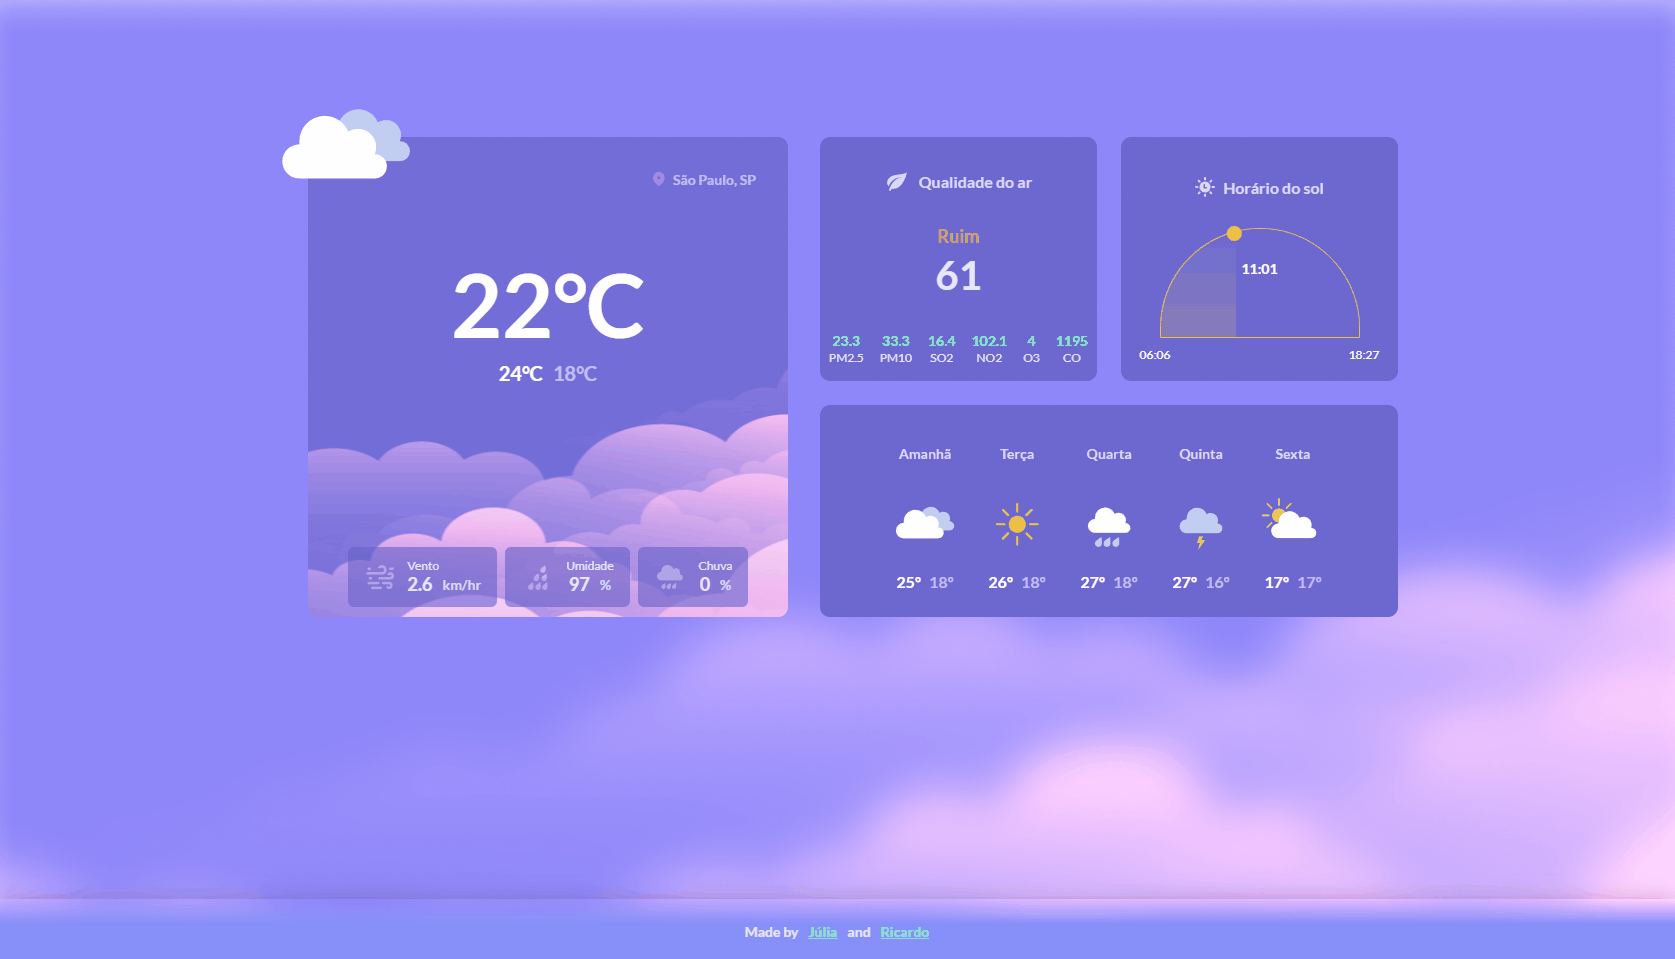 São Paulo, SP
22°C
24°C 18°C
Vento
2.6 km/hr
Umidade
97 %
Chuva
0 %
Qualidade do ar
Ruim
61
23.3 33.3 16.4 102.1 4 1195
PM2.5 PM10 SO2 NO2 O3 CO
Horário do sol
11:01
06:06 18:27
Amanhã Terça Quarta Quinta Sexta
25° 18° 26° 18° 27° 18° 27° 16° 17° 17°
Made by Júlia and Ricardo